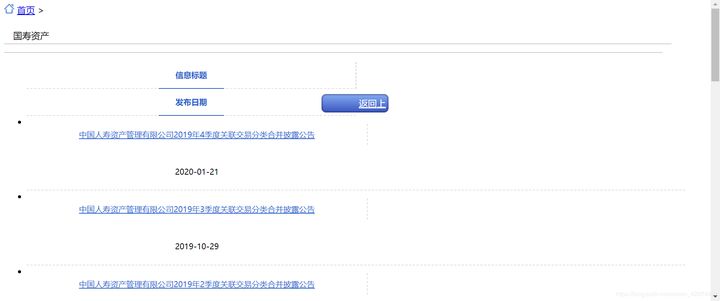 首页 >
国寿资产
信息标题
发布日期
返回上
中国人寿资产管理有限公司2019年4季度关联交易分类合并披露公告
2020-01-21
中国人寿资产管理有限公司2019年3季度关联交易分类合并披露公告
2019-10-29
中国人寿资产管理有限公司2019年2季度关联交易分类合并披露公告